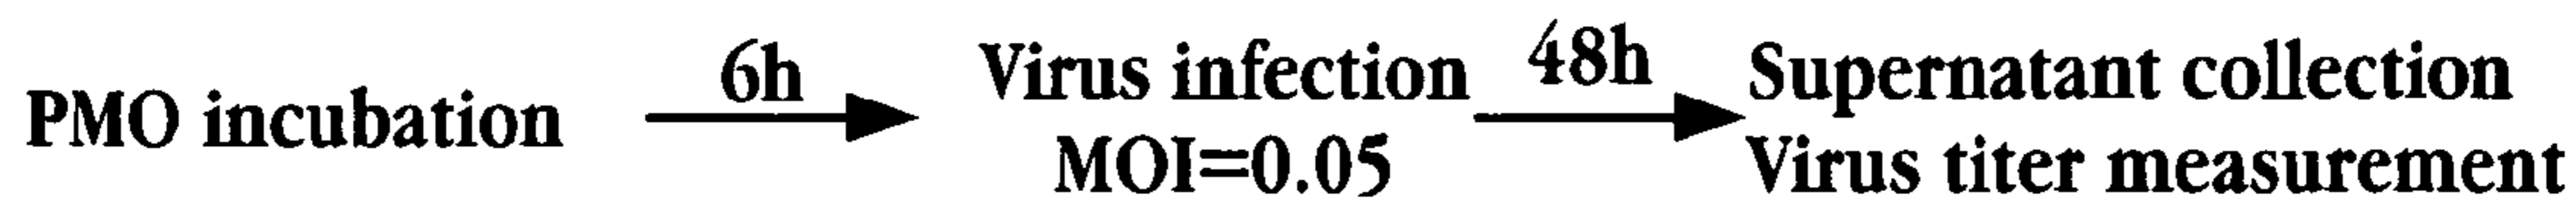 PMO incubation
6h
Virus infection
MOI=0.05
48h
Supernatant collection
Virus titer measurement